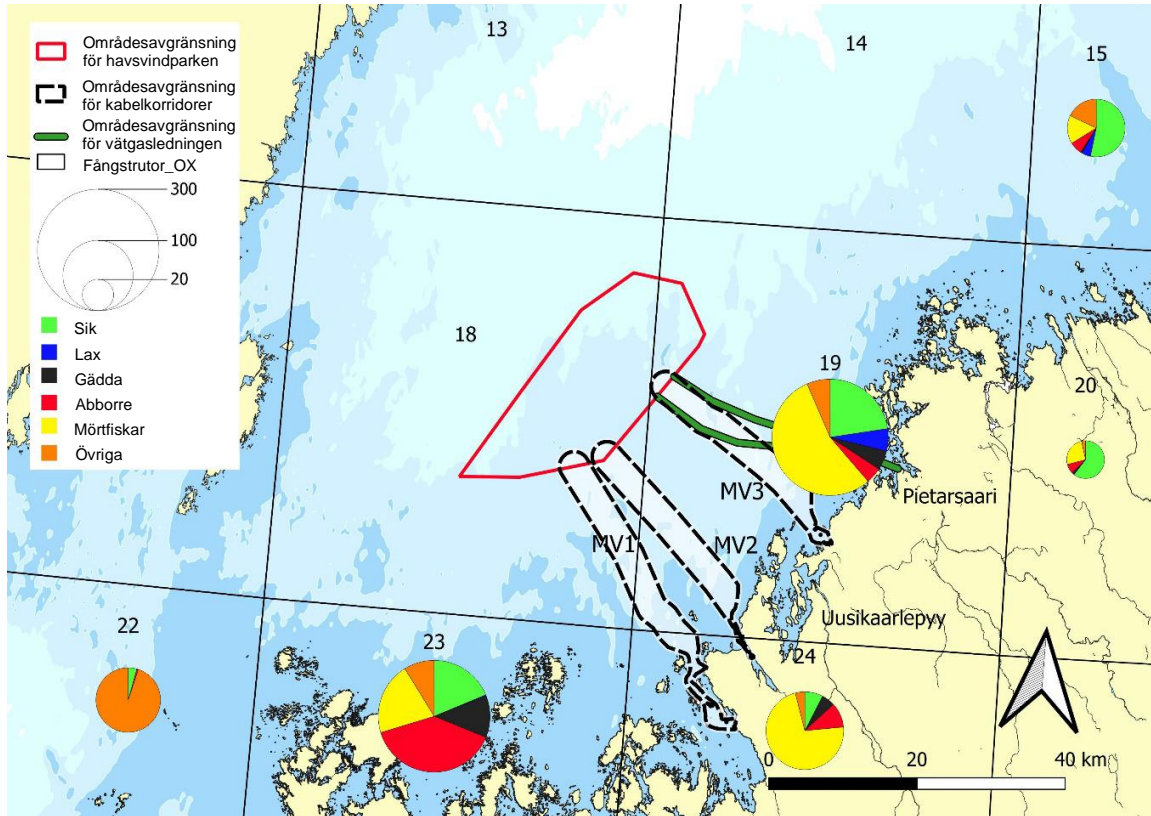 Områdesavgränsning
för havsvindparken
Områdesavgränsning
för kabelkorridorer
Områdesavgränsning
för vätgasledningen
Fångstrutor_OX
300
100
20
Sik
Lax
Gädda
Abborre
Mörtfiskar
Övriga
13
14
15
18
19
20
MV3
Pietarsaari
MV1
MV2
Uusikaarlepyy
22
23
24
0
20
40 km